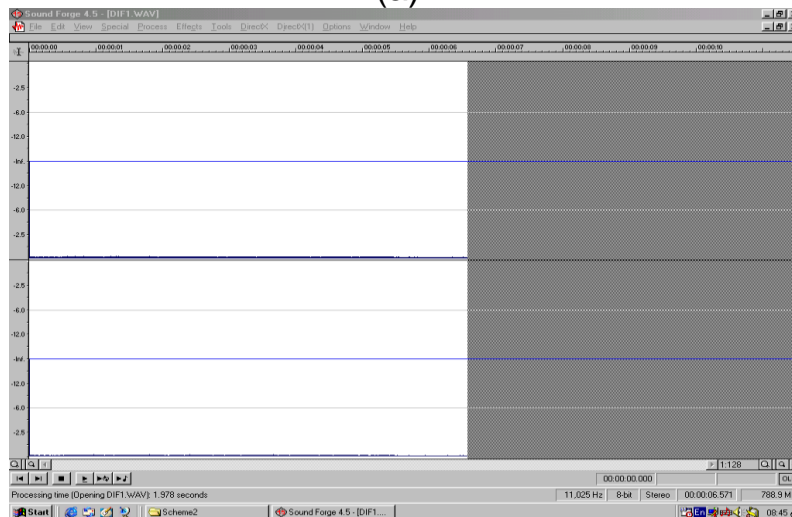 (a)
Sound Forge 4.5 - [DIF1.WAV]
File Edit View Special Process Effects Tools DirectX DirectX(1) Options Window Help
00:00:00 00:00:01 00:00:02 00:00:03 00:00:04 00:00:05 00:00:06 00:00:07 00:00:08 00:00:09 00:00:10
-2.5
-6.0
-12.0
-Inf.
-12.0
-6.0
-2.5
-2.5
-6.0
-12.0
-Inf.
-12.0
-6.0
-2.5
1:128
00:00:00.000
Processing time (Opening DIF1.WAV): 1.978 seconds 11,025 Hz 8-bit Stereo 00:00:06.571 788.9 M
Start Scheme2 Sound Forge 4.5 - [DIF1.... En 08:45